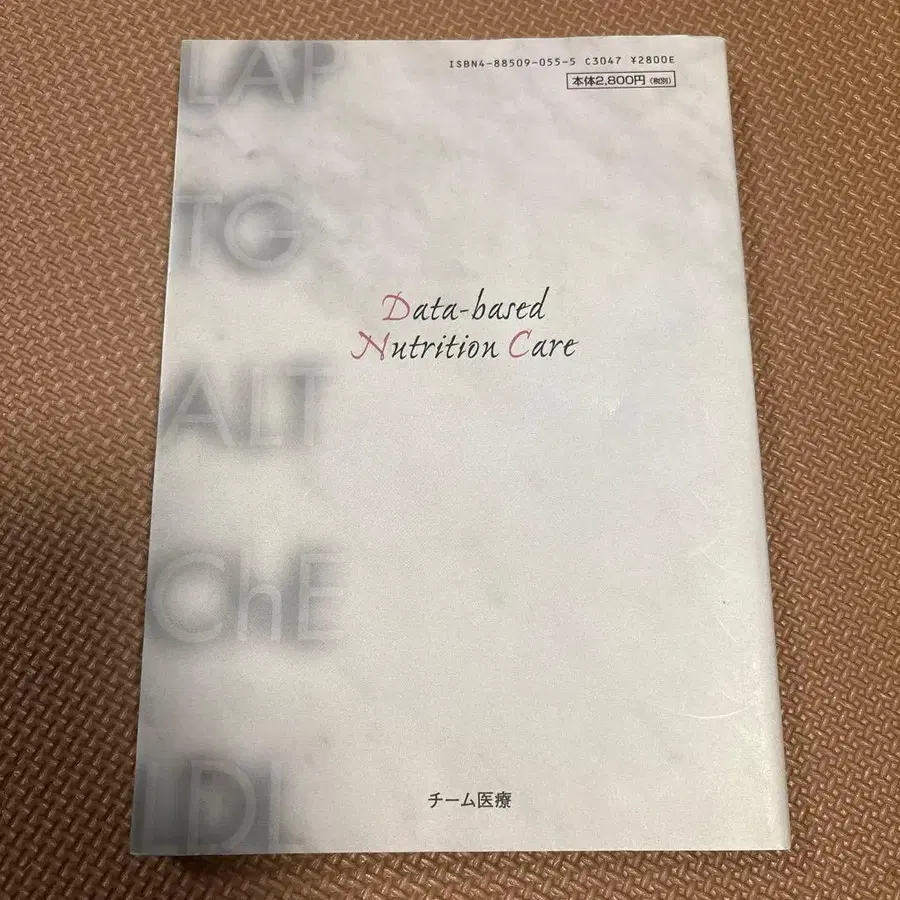 ISBN4-88509-055-5 C3047 ¥2800E
本体2,800円(税別)
LAP
TG
Data-based
Nutrition Care
ALT
ChE
LDL
チーム医療